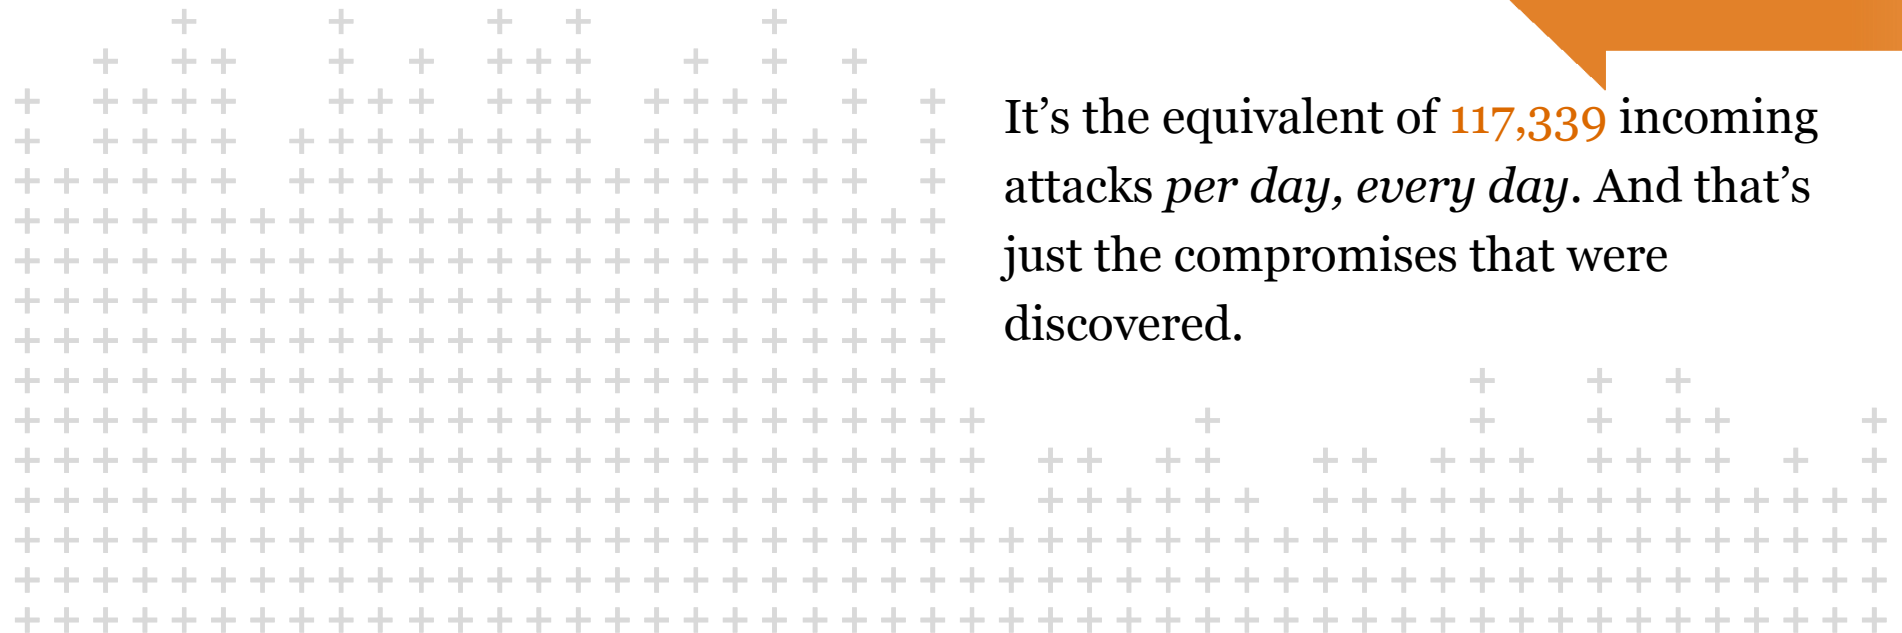 It’s the equivalent of 117,339 incoming
attacks per day, every day. And that’s
just the compromises that were
discovered.